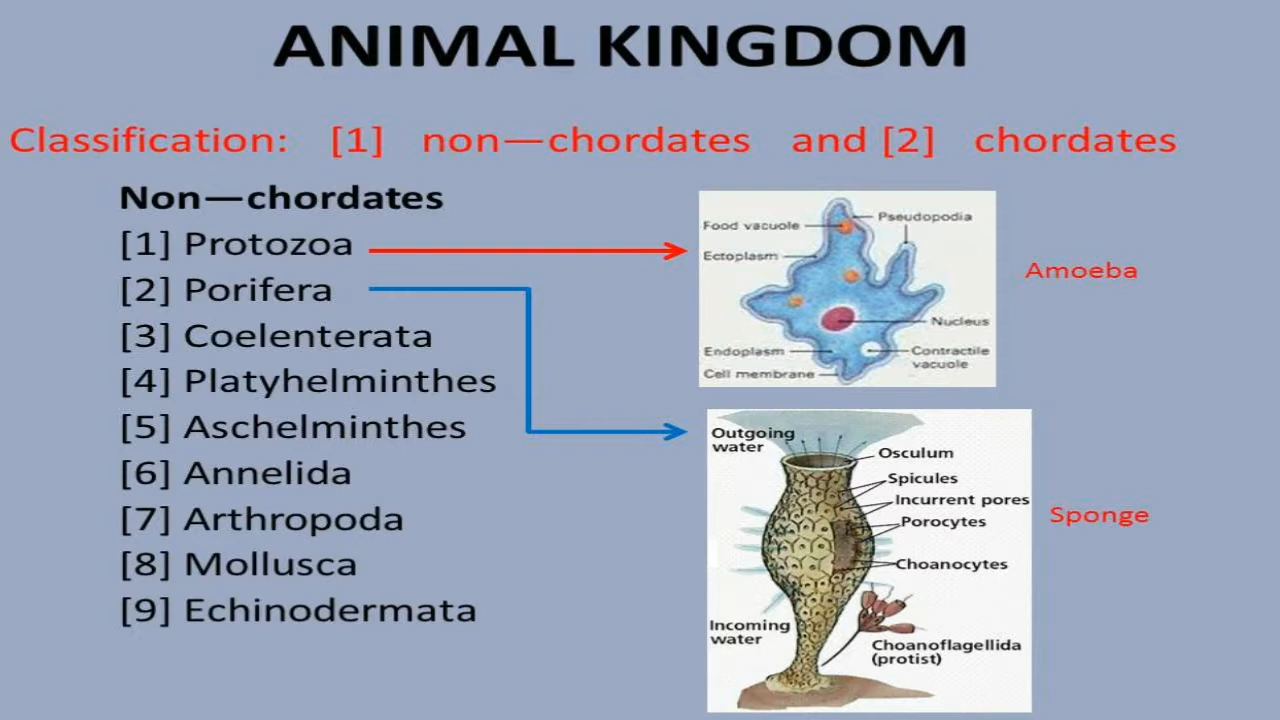 ANIMAL KINGDOM
Classification: [1] non—chordates and [2] chordates
Non—chordates
[1] Protozoa
[2] Porifera
[3] Coelenterata
[4] Platyhelminthes
[5] Aschelminthes
[6] Annelida
[7] Arthropoda
[8] Mollusca
[9] Echinodermata
Food vacuole
Pseudopodia
Ectoplasm
Nucleus
Endoplasm
Contractile
vacuole
Cell membrane
Amoeba
Outgoing
water
Osculum
Spicules
Incurrent pores
Porocytes
Choanocytes
Incoming
water
Choanoflagellida
(protist)
Sponge